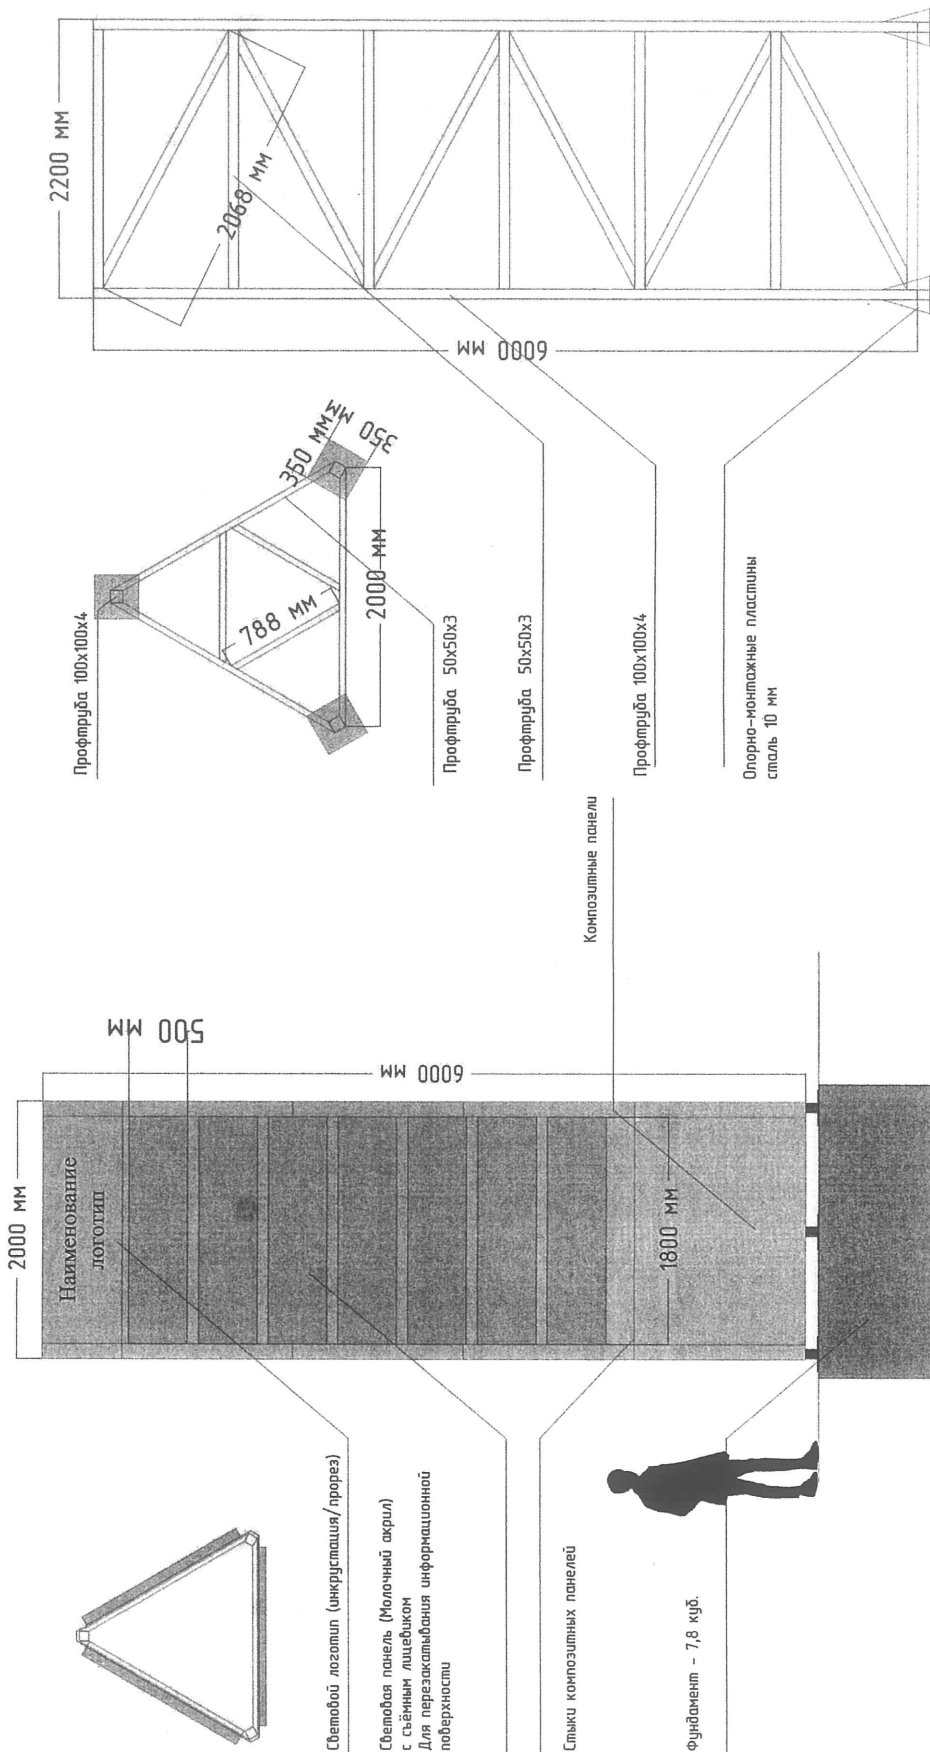 2000 мм
Наименование
логотип
500 мм
6000 мм
1800 мм
Световой логотип (инкрустация/прорез)
Световая панель (Молочный акрил)
с съёмным лицевиком
Для перезакатывания информационной
поверхности
Стыки композитных панелей
Фундамент - 7,8 куб.
Композитные панели
Профтруба 100х100х4
350 мм
350 мм
788 мм
2000 мм
Профтруба 50х50х3
Профтруба 50х50х3
Профтруба 100х100х4
Опорно-монтажные пластины
сталь 10 мм
2200 мм
2068 мм
6000 мм